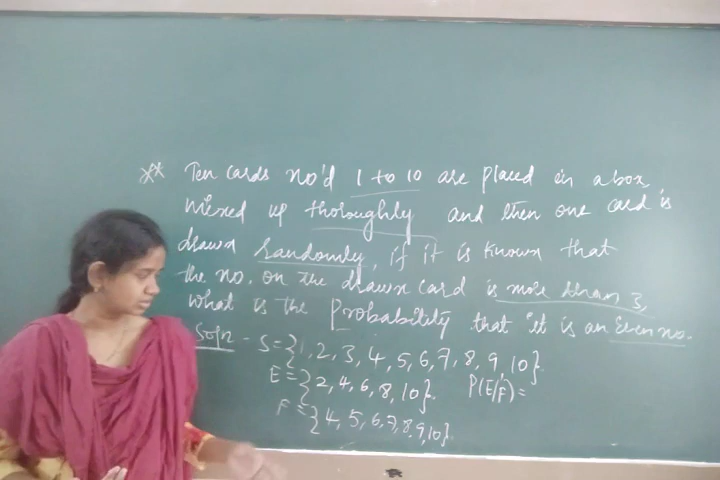 ** Ten cards no'd 1 to 10 are placed in a box,
mixed up thoroughly and then one card is
drawn randomly, if it is known that
the no. on the drawn card is more than 3,
what is the probability that it is an Even no.
Soln - S = {1, 2, 3, 4, 5, 6, 7, 8, 9, 10}.
E = {2, 4, 6, 8, 10}. P(E/F) =
F = {4, 5, 6, 7, 8, 9, 10}.